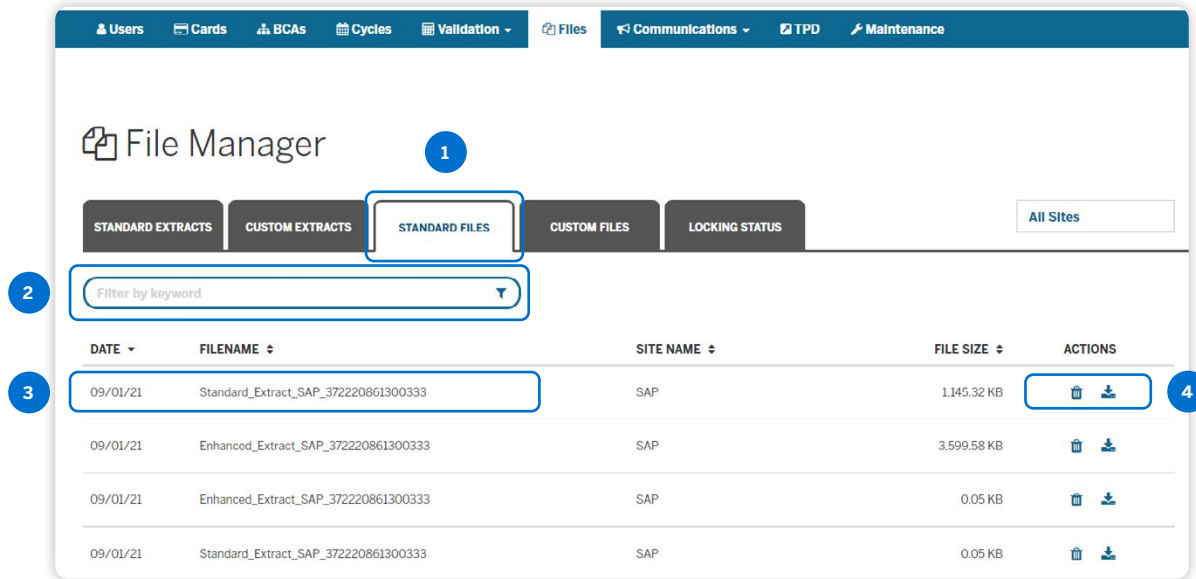 Users Cards BCAs Cycles Validation Files Communications TPD Maintenance
File Manager
1
STANDARD EXTRACTS CUSTOM EXTRACTS STANDARD FILES CUSTOM FILES LOCKING STATUS All Sites
2 Filter by keyword
DATE FILENAME SITE NAME FILE SIZE ACTIONS
3 09/01/21 Standard_Extract_SAP_372220861300333 SAP 1,145.32 KB 4
09/01/21 Enhanced_Extract_SAP_372220861300333 SAP 3,599.58 KB
09/01/21 Enhanced_Extract_SAP_372220861300333 SAP 0.05 KB
09/01/21 Standard_Extract_SAP_372220861300333 SAP 0.05 KB